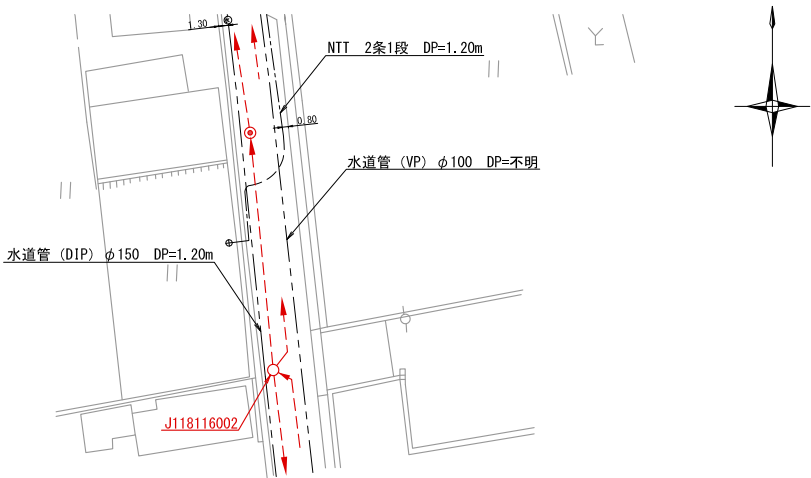 1.30
NTT 2条1段 DP=1.20m
0.80
水道管 (VP) φ100 DP=不明
水道管 (DIP) φ150 DP=1.20m
J118116002